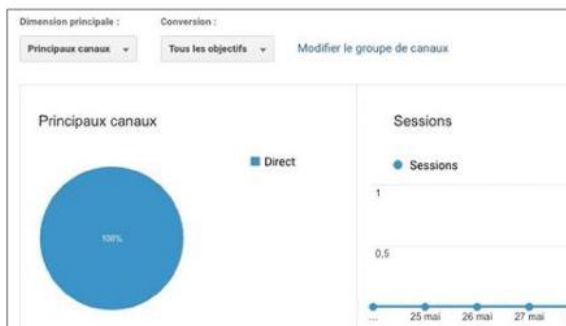 Dimension principale : Conversion :
Principaux canaux Tous les objectifs Modifier le groupe de canaux
Principaux canaux
Direct
100%
Sessions
Sessions
1
0,5
... 25 mai 26 mai 27 mai